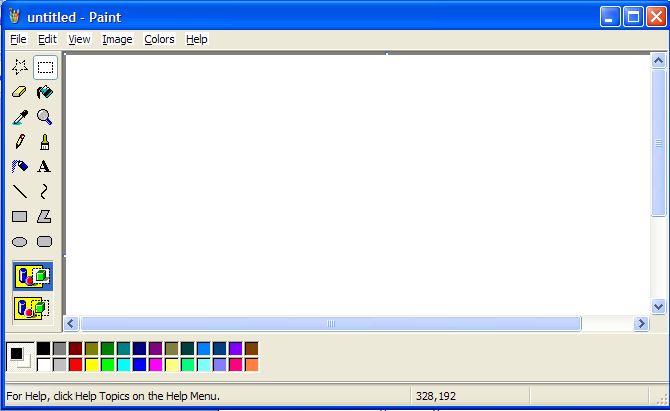 untitled - Paint
File Edit View Image Colors Help
A
For Help, click Help Topics on the Help Menu. 328,192